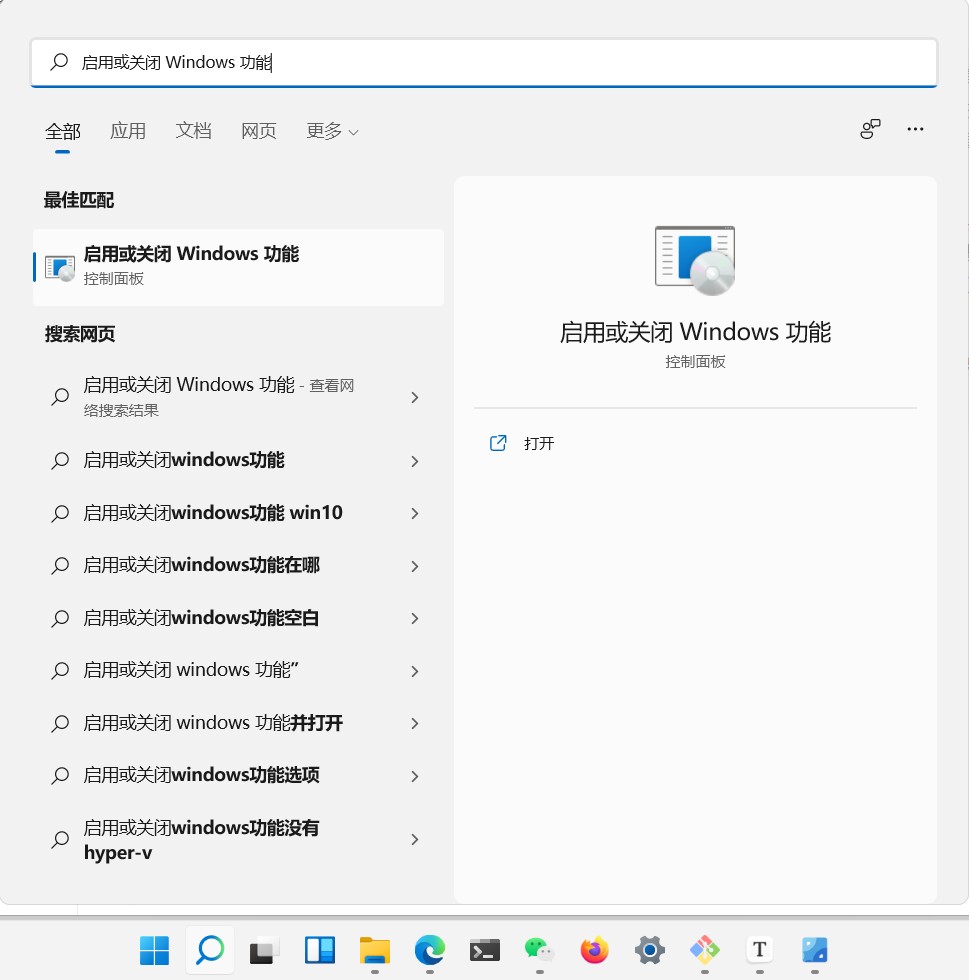 启用或关闭 Windows 功能
全部 应用 文档 网页 更多
最佳匹配
启用或关闭 Windows 功能
控制面板
搜索网页
启用或关闭 Windows 功能 - 查看网
络搜索结果
启用或关闭windows功能
启用或关闭windows功能 win10
启用或关闭windows功能在哪
启用或关闭windows功能空白
启用或关闭 windows 功能”
启用或关闭 windows 功能并打开
启用或关闭windows功能选项
启用或关闭windows功能没有
hyper-v
启用或关闭 Windows 功能
控制面板
打开
T